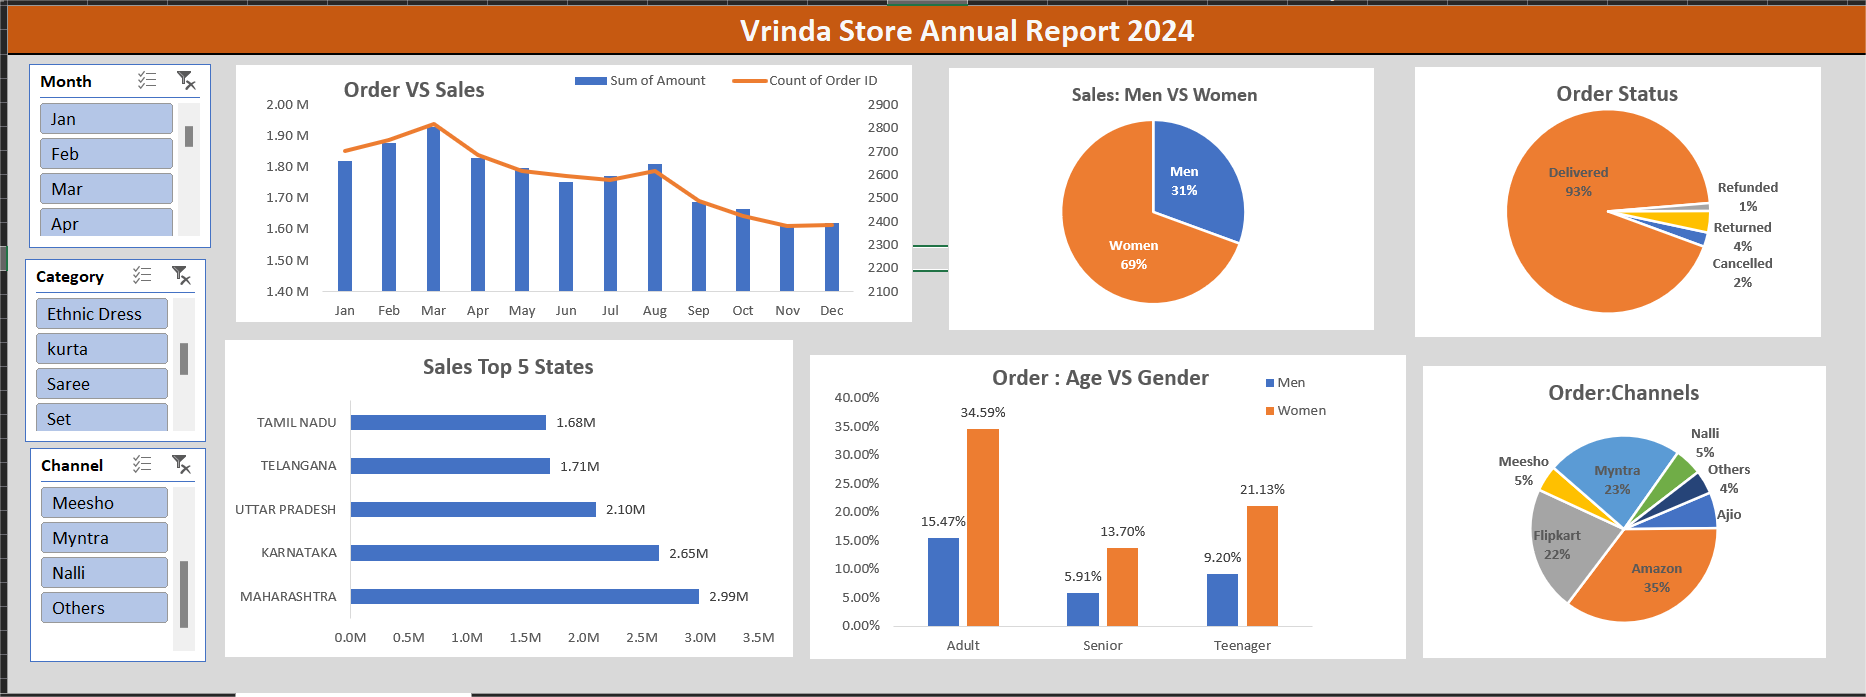 Vrinda Store Annual Report 2024
Month
Jan
Feb
Mar
Apr
Category
Ethnic Dress
kurta
Saree
Set
Channel
Meesho
Myntra
Nalli
Others
Order VS Sales
Sum of Amount
Count of Order ID
2.00 M
1.90 M
1.80 M
1.70 M
1.60 M
1.50 M
1.40 M
2900
2800
2700
2600
2500
2400
2300
2200
2100
Jan Feb Mar Apr May Jun Jul Aug Sep Oct Nov Dec
Sales: Men VS Women
Men
31%
Women
69%
Order Status
Delivered
93%
Refunded
1%
Returned
4%
Cancelled
2%
Sales Top 5 States
TAMIL NADU 1.68M
TELANGANA 1.71M
UTTAR PRADESH 2.10M
KARNATAKA 2.65M
MAHARASHTRA 2.99M
0.0M 0.5M 1.0M 1.5M 2.0M 2.5M 3.0M 3.5M
Order : Age VS Gender
Men
Women
40.00%
35.00%
30.00%
25.00%
20.00%
15.00%
10.00%
5.00%
0.00%
15.47%
34.59%
5.91%
13.70%
9.20%
21.13%
Adult Senior Teenager
Order:Channels
Nalli
5%
Others
4%
Ajio
Amazon
35%
Flipkart
22%
Meesho
5%
Myntra
23%